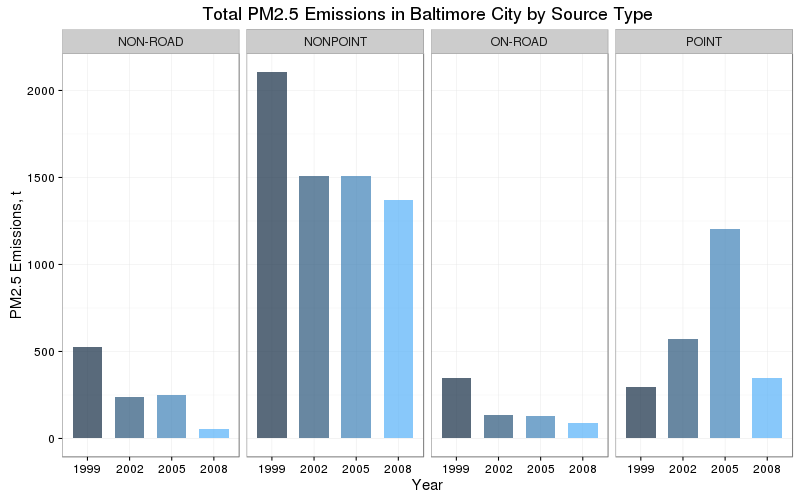 Total PM2.5 Emissions in Baltimore City by Source Type
NON-ROAD NONPOINT ON-ROAD POINT
2000
1500
1000
500
0
PM2.5 Emissions, t
1999 2002 2005 2008 1999 2002 2005 2008 1999 2002 2005 2008 1999 2002 2005 2008
Year